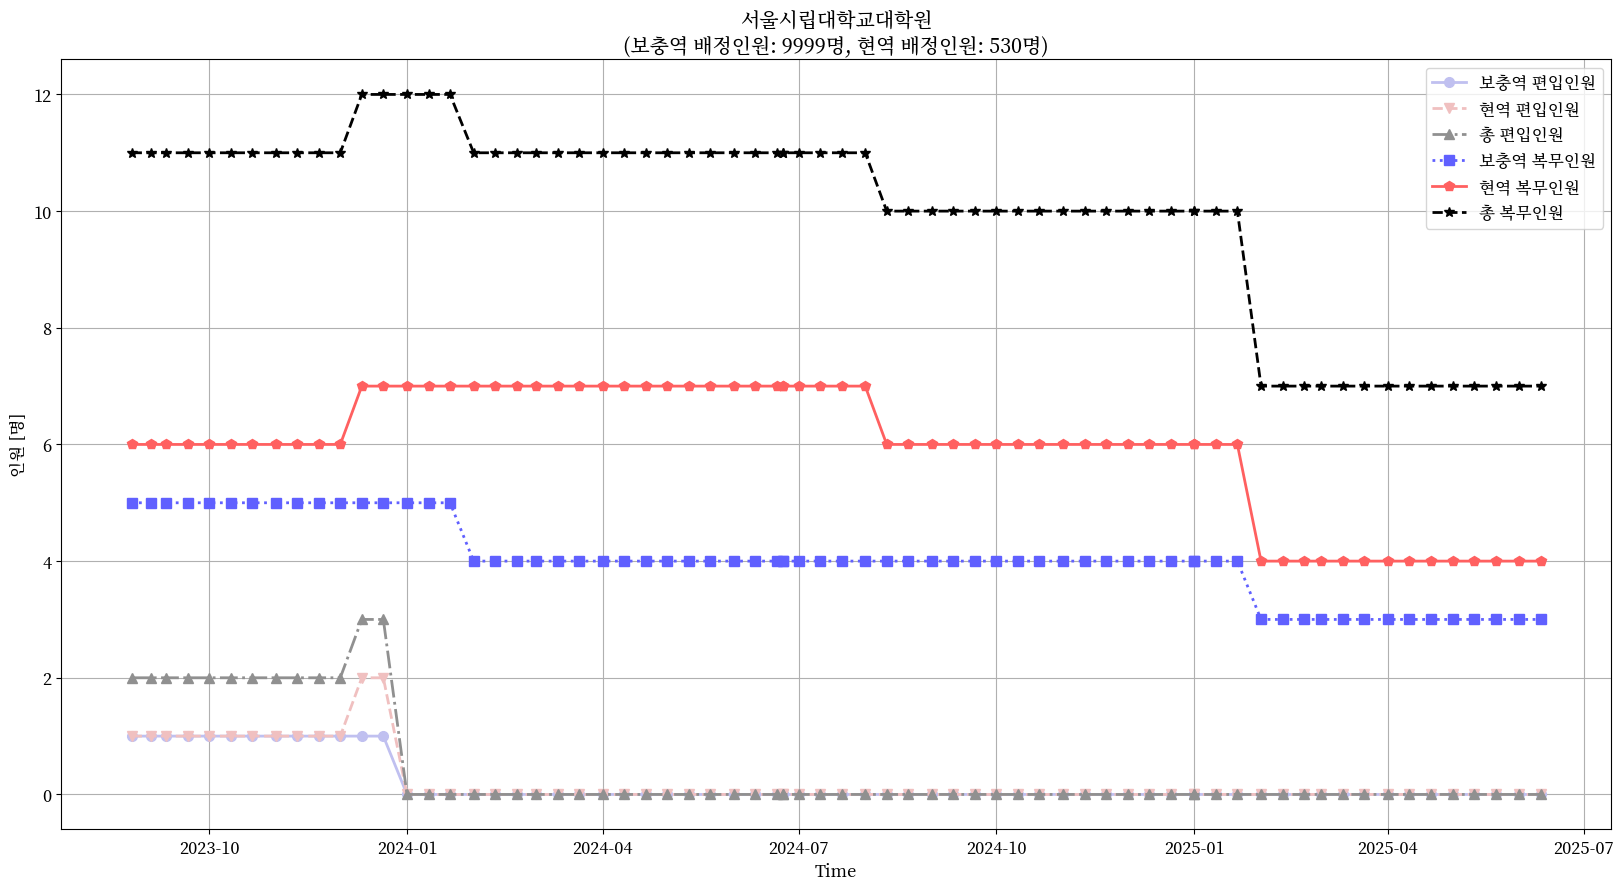 서울시립대학교대학원
(보충역 배정인원: 9999명, 현역 배정인원: 530명)
보충역 편입인원
현역 편입인원
총 편입인원
보충역 복무인원
현역 복무인원
총 복무인원
12
10
8
6
4
2
0
인원 [명]
2023-10
2024-01
2024-04
2024-07
2024-10
2025-01
2025-04
2025-07
Time